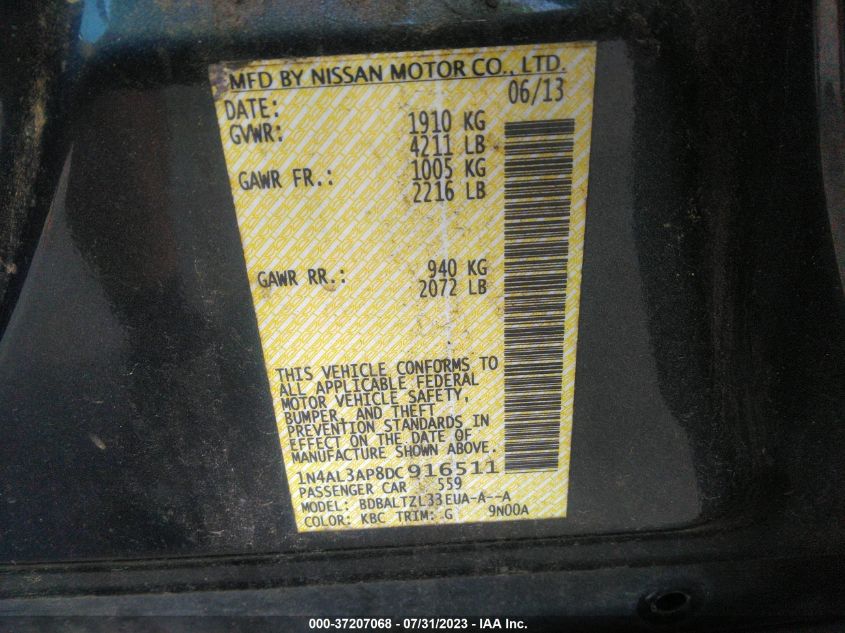 MFD BY NISSAN MOTOR CO., LTD.
DATE: 06/13
GVWR: 1910 KG
4211 LB
GAWR FR.: 1005 KG
2216 LB
GAWR RR.: 940 KG
2072 LB
THIS VEHICLE CONFORMS TO
ALL APPLICABLE FEDERAL
MOTOR VEHICLE SAFETY,
BUMPER, AND THEFT
PREVENTION STANDARDS IN
EFFECT ON THE DATE OF
MANUFACTURE SHOWN ABOVE.
1N4AL3AP8DC916511
PASSENGER CAR 559
MODEL: BDBALTZL33EUA-A--A
COLOR: KBC TRIM: G 9N00A
000-37207068 - 07/31/2023 - IAA Inc.